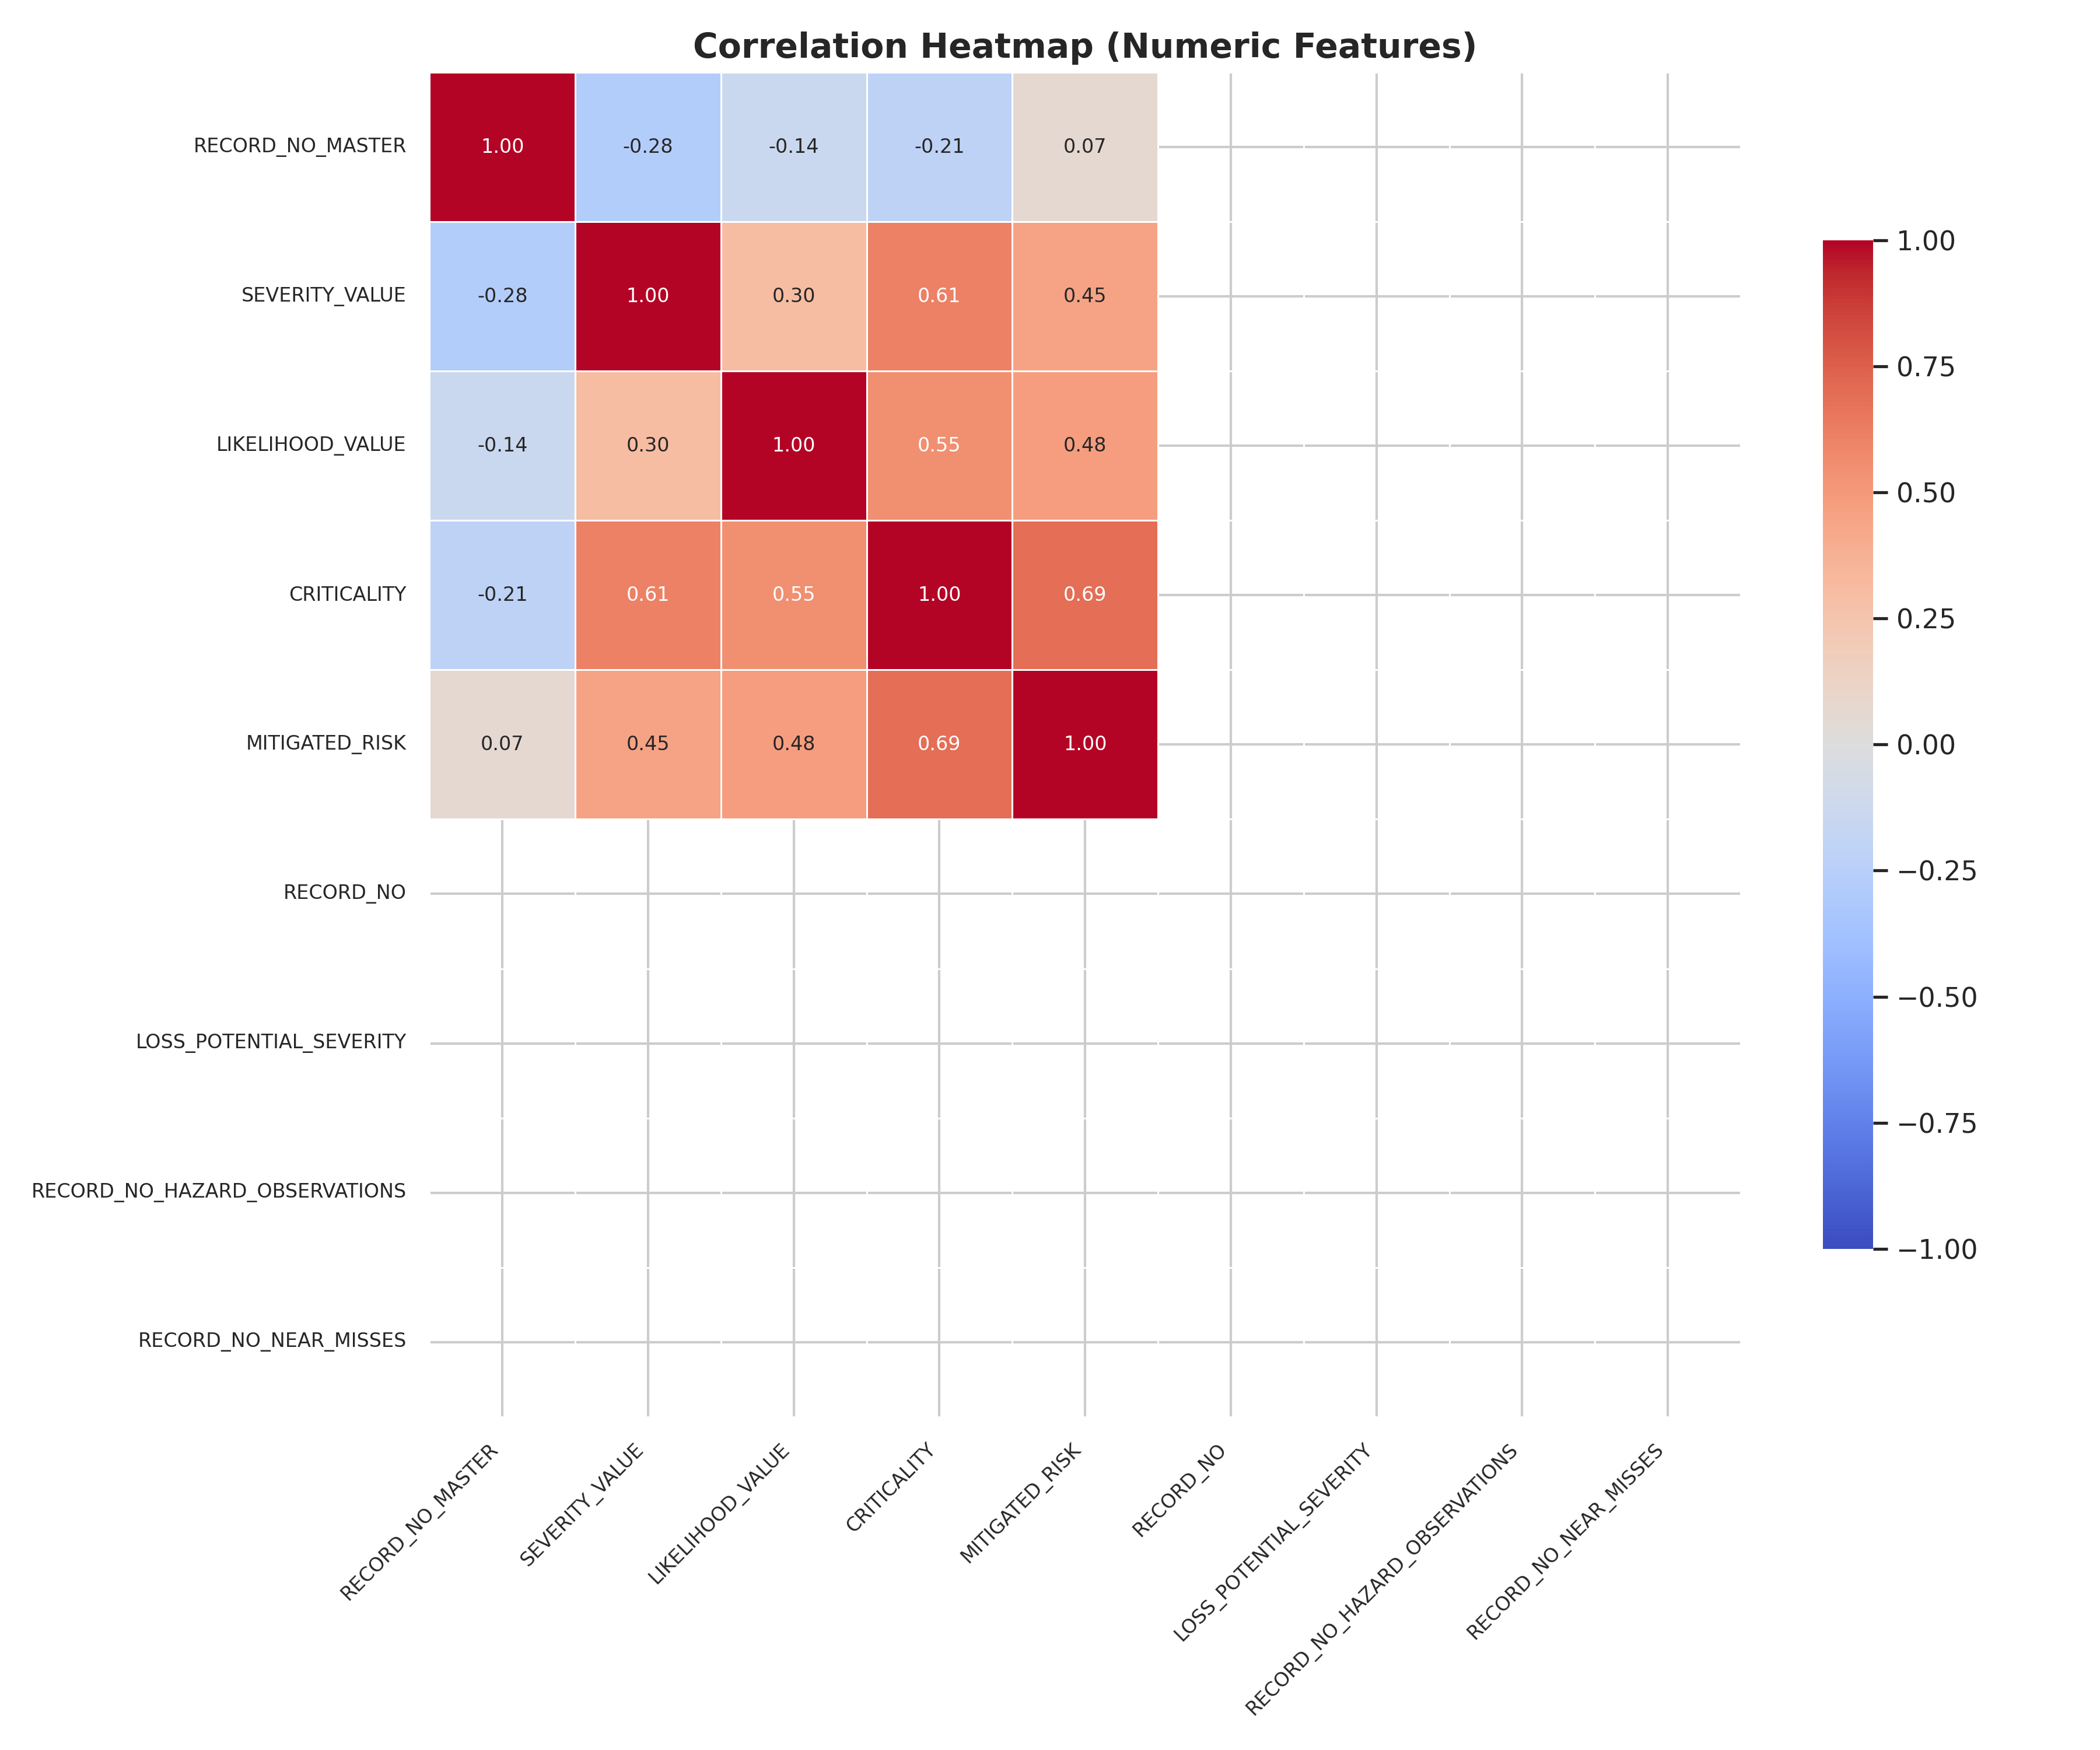 Correlation Heatmap (Numeric Features)
RECORD_NO_MASTER 1.00 -0.28 -0.14 -0.21 0.07
SEVERITY_VALUE -0.28 1.00 0.30 0.61 0.45
LIKELIHOOD_VALUE -0.14 0.30 1.00 0.55 0.48
CRITICALITY -0.21 0.61 0.55 1.00 0.69
MITIGATED_RISK 0.07 0.45 0.48 0.69 1.00
RECORD_NO
LOSS_POTENTIAL_SEVERITY
RECORD_NO_HAZARD_OBSERVATIONS
RECORD_NO_NEAR_MISSES
RECORD_NO_MASTER
SEVERITY_VALUE
LIKELIHOOD_VALUE
CRITICALITY
MITIGATED_RISK
RECORD_NO
LOSS_POTENTIAL_SEVERITY
RECORD_NO_HAZARD_OBSERVATIONS
RECORD_NO_NEAR_MISSES
1.00
0.75
0.50
0.25
0.00
−0.25
−0.50
−0.75
−1.00